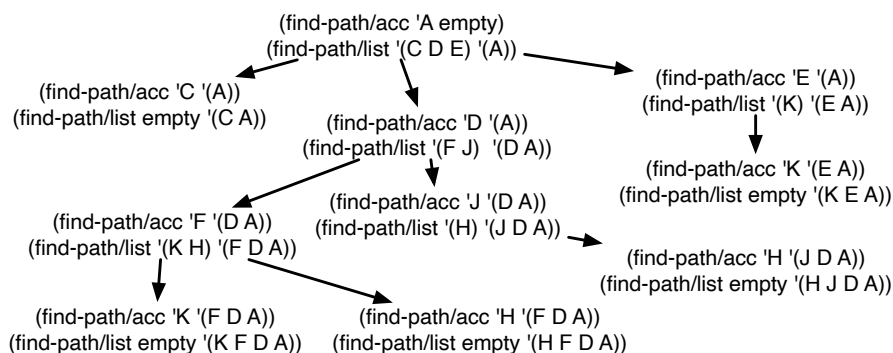 (find-path/acc 'A empty)
(find-path/list '(C D E) '(A))
(find-path/acc 'C '(A))
(find-path/list empty '(C A))
(find-path/acc 'D '(A))
(find-path/list '(F J) '(D A))
(find-path/acc 'E '(A))
(find-path/list '(K) '(E A))
(find-path/acc 'K '(E A))
(find-path/list empty '(K E A))
(find-path/acc 'F '(D A))
(find-path/list '(K H) '(F D A))
(find-path/acc 'J '(D A))
(find-path/list '(H) '(J D A))
(find-path/acc 'H '(J D A))
(find-path/list empty '(H J D A))
(find-path/acc 'K '(F D A))
(find-path/list empty '(K F D A))
(find-path/acc 'H '(F D A))
(find-path/list empty '(H F D A))